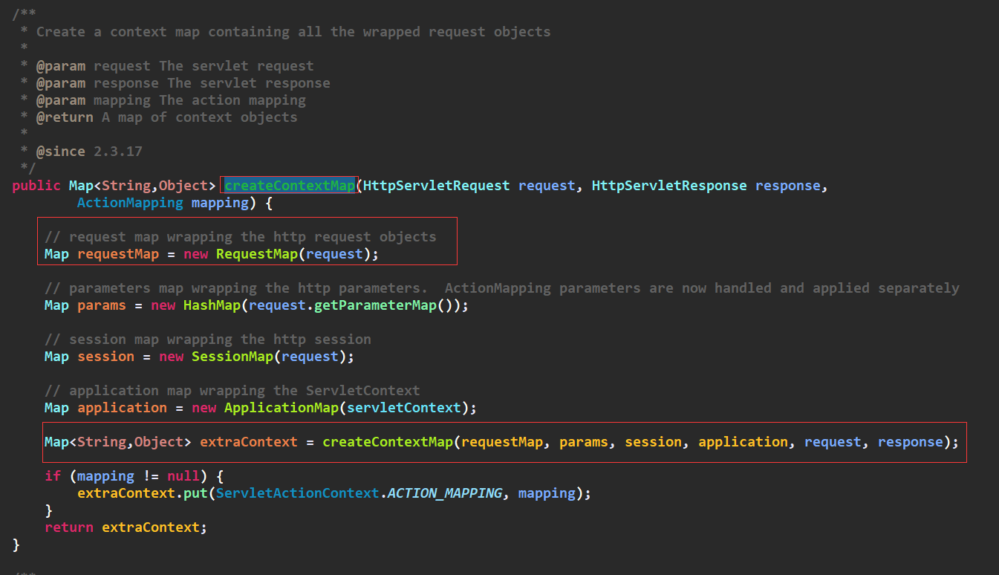 /**
 * Create a context map containing all the wrapped request objects
 *
 * @param request The servlet request
 * @param response The servlet response
 * @param mapping The action mapping
 * @return A map of context objects
 *
 * @since 2.3.17
 */
public Map<String,Object> createContextMap(HttpServletRequest request, HttpServletResponse response,
        ActionMapping mapping) {
    // request map wrapping the http request objects
    Map requestMap = new RequestMap(request);
    // parameters map wrapping the http parameters.  ActionMapping parameters are now handled and applied separately
    Map params = new HashMap(request.getParameterMap());
    // session map wrapping the http session
    Map session = new SessionMap(request);
    // application map wrapping the ServletContext
    Map application = new ApplicationMap(servletContext);
    Map<String,Object> extraContext = createContextMap(requestMap, params, session, application, request, response);
    if (mapping != null) {
        extraContext.put(ServletActionContext.ACTION_MAPPING, mapping);
    }
    return extraContext;
}
/**